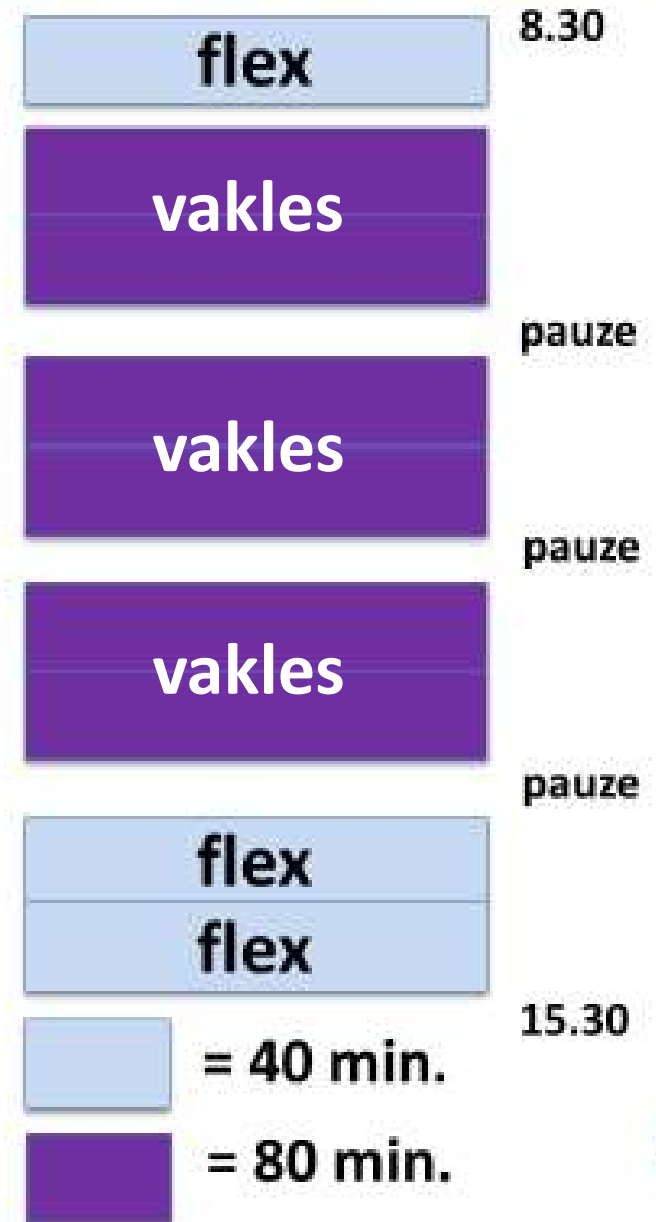 8.30
flex
vakles
pauze
vakles
pauze
vakles
pauze
flex
flex
15.30
= 40 min.
= 80 min.